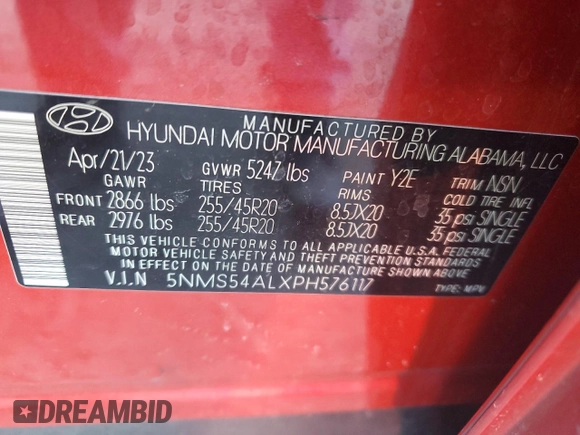 MANUFACTURED BY
HYUNDAI MOTOR MANUFACTURING ALABAMA, LLC
Apr/21/23 GVWR 5247 lbs PAINT Y2E TRIM NSN
GAWR TIRES RIMS COLD TIRE INFL
FRONT 2866 lbs 255/45R20 8.5JX20 35 psi SINGLE
REAR 2976 lbs 255/45R20 8.5JX20 35 psi SINGLE
THIS VEHICLE CONFORMS TO ALL APPLICABLE U.S.A. FEDERAL
MOTOR VEHICLE SAFETY AND THEFT PREVENTION STANDARDS
IN EFFECT ON THE DATE OF MANUFACTURE SHOWN ABOVE.
V.I.N 5NMS54ALXPH576117 TYPE: MPV
DREAMBID